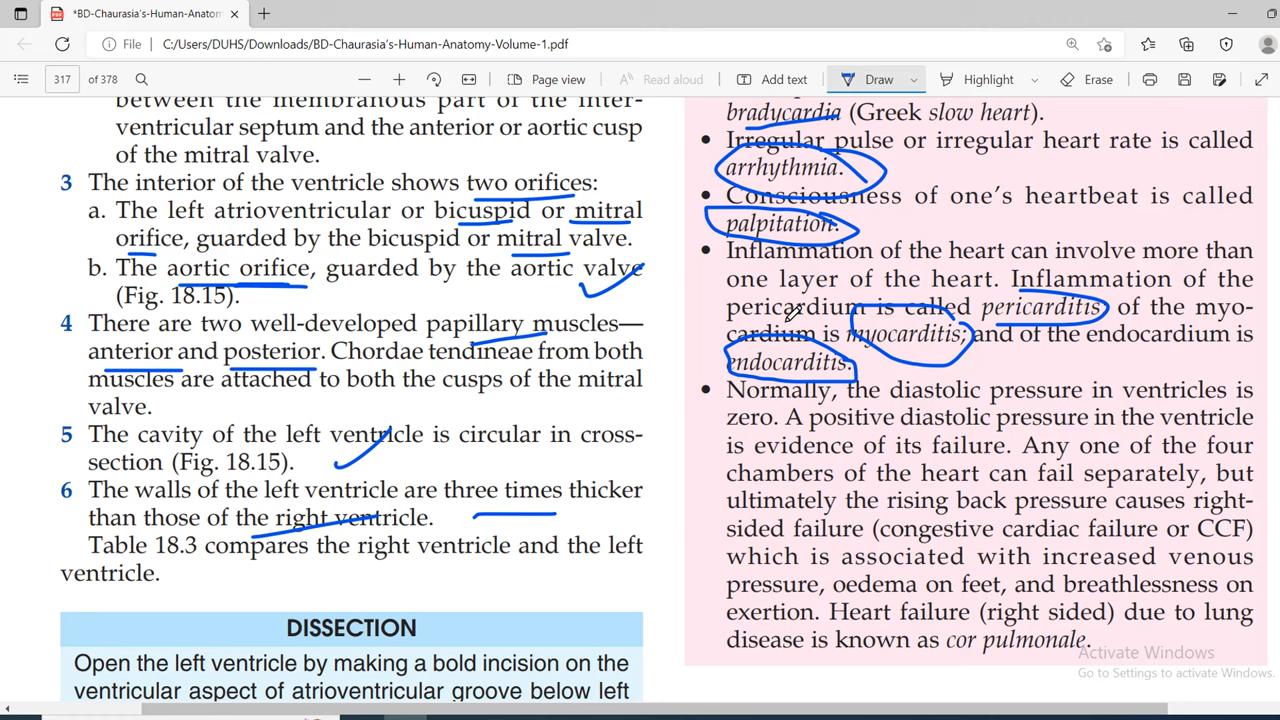 *BD-Chaurasia's-Human-Anatom
File
C:/Users/DUHS/Downloads/BD-Chaurasia's-Human-Anatomy-Volume-1.pdf
317 of 378
Page view
Read aloud
Add text
Draw
Highlight
Erase
between the membranous part of the inter-
ventricular septum and the anterior or aortic cusp
of the mitral valve.
3 The interior of the ventricle shows two orifices:
a. The left atrioventricular or bicuspid or mitral
orifice, guarded by the bicuspid or mitral valve.
b. The aortic orifice, guarded by the aortic valve
(Fig. 18.15).
4 There are two well-developed papillary muscles—
anterior and posterior. Chordae tendineae from both
muscles are attached to both the cusps of the mitral
valve.
5 The cavity of the left ventricle is circular in cross-
section (Fig. 18.15).
6 The walls of the left ventricle are three times thicker
than those of the right ventricle.
Table 18.3 compares the right ventricle and the left
ventricle.
DISSECTION
Open the left ventricle by making a bold incision on the
ventricular aspect of atrioventricular groove below left
bradycardia (Greek slow heart).
• Irregular pulse or irregular heart rate is called
arrhythmia.
• Consciousness of one's heartbeat is called
palpitation.
• Inflammation of the heart can involve more than
one layer of the heart. Inflammation of the
pericardium is called pericarditis of the myo-
cardium is myocarditis; and of the endocardium is
endocarditis.
• Normally, the diastolic pressure in ventricles is
zero. A positive diastolic pressure in the ventricle
is evidence of its failure. Any one of the four
chambers of the heart can fail separately, but
ultimately the rising back pressure causes right-
sided failure (congestive cardiac failure or CCF)
which is associated with increased venous
pressure, oedema on feet, and breathlessness on
exertion. Heart failure (right sided) due to lung
disease is known as cor pulmonale.
Activate Windows
Go to Settings to activate Windows.